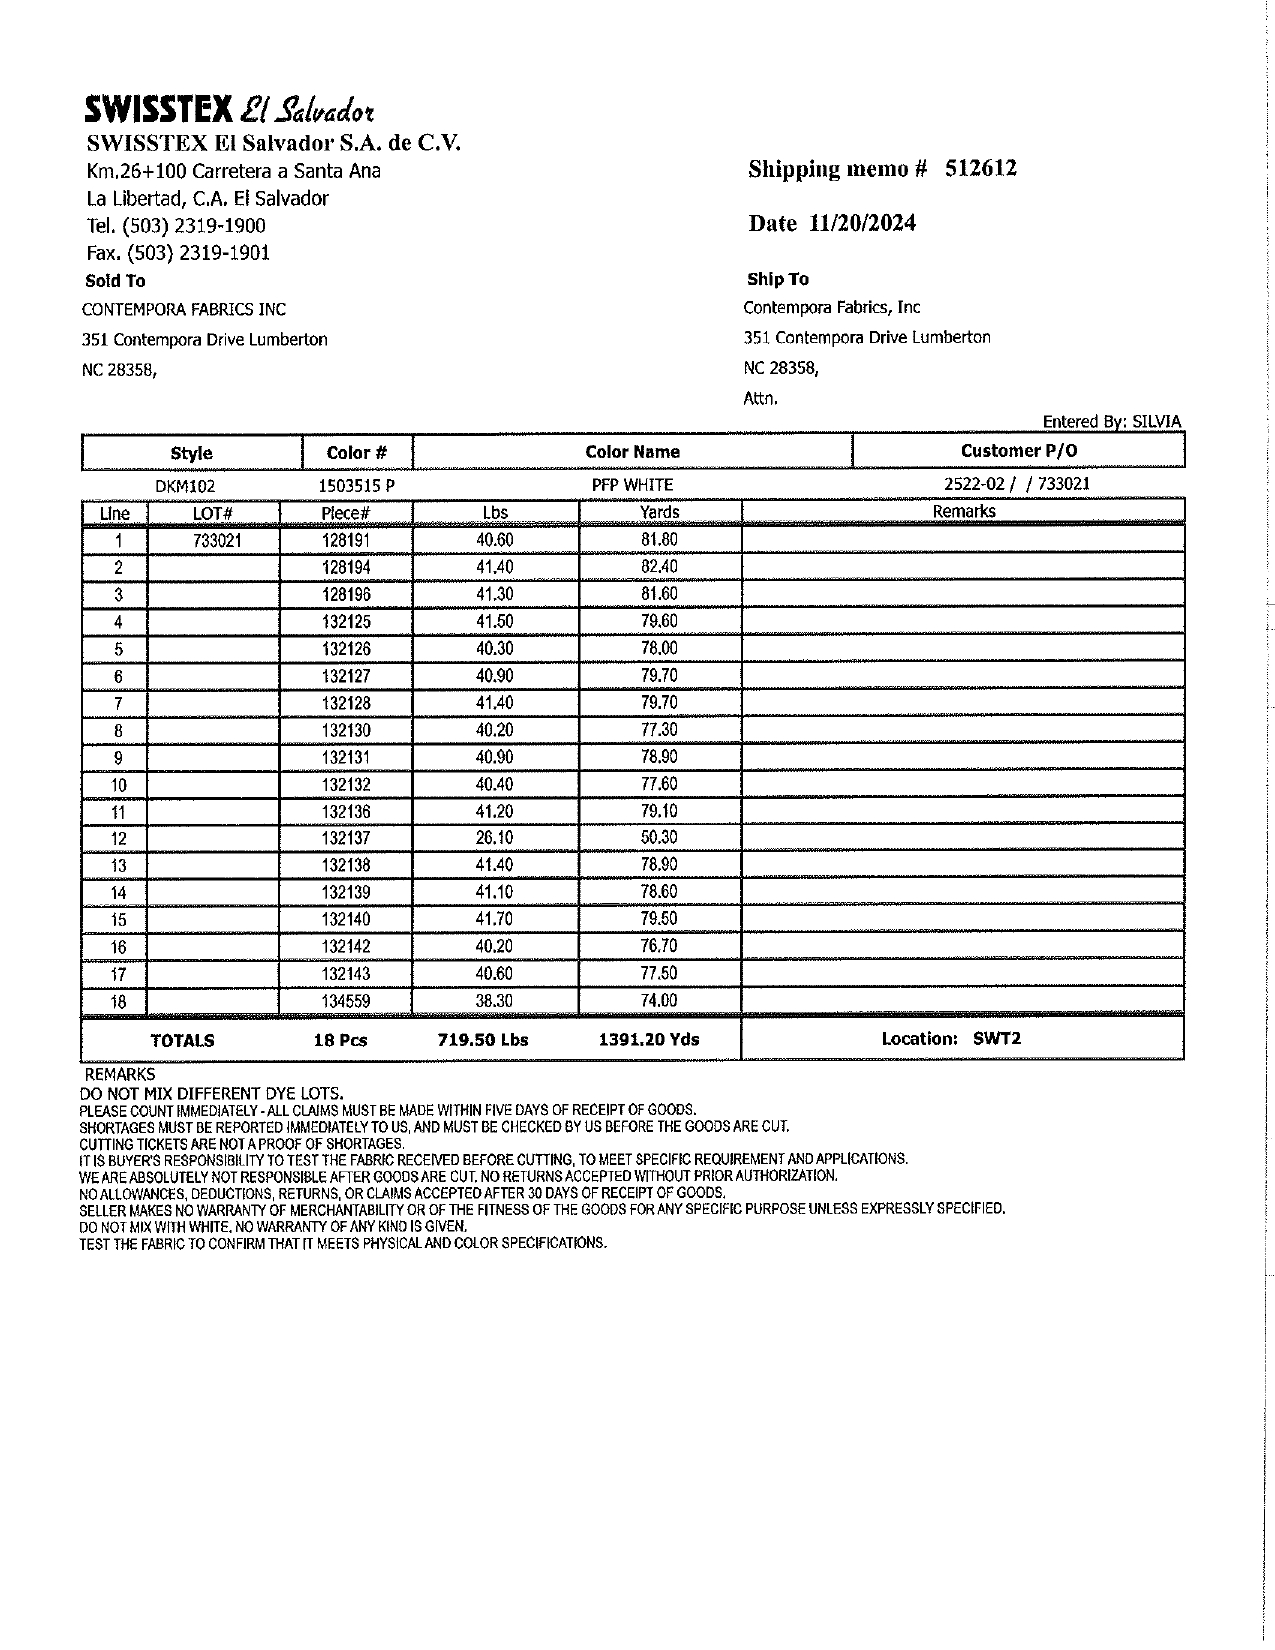 SWISSTEX El Salvador
SWISSTEX El Salvador S.A. de C.V.
Km.26+100 Carretera a Santa Ana
La Libertad, C.A. El Salvador
Tel. (503) 2319-1900
Fax. (503) 2319-1901
Shipping memo # 512612
Date 11/20/2024
Sold To
CONTEMPORA FABRICS INC
351 Contempora Drive Lumberton
NC 28358,
Ship To
Contempora Fabrics, Inc
351 Contempora Drive Lumberton
NC 28358,
Attn.
Entered By: SILVIA
Style Color # Color Name Customer P/O
DKM102 1503515 P PFP WHITE 2522-02 / / 733021
Line LOT# Piece# Lbs Yards Remarks
1 733021 128191 40.60 81.80
2 128194 41.40 82.40
3 128196 41.30 81.60
4 132125 41.50 79.60
5 132126 40.30 78.00
6 132127 40.90 79.70
7 132128 41.40 79.70
8 132130 40.20 77.30
9 132131 40.90 78.90
10 132132 40.40 77.60
11 132136 41.20 79.10
12 132137 26.10 50.30
13 132138 41.40 78.90
14 132139 41.10 78.60
15 132140 41.70 79.50
16 132142 40.20 76.70
17 132143 40.60 77.50
18 134559 38.30 74.00
TOTALS 18 Pcs 719.50 Lbs 1391.20 Yds Location: SWT2
REMARKS
DO NOT MIX DIFFERENT DYE LOTS.
PLEASE COUNT IMMEDIATELY - ALL CLAIMS MUST BE MADE WITHIN FIVE DAYS OF RECEIPT OF GOODS.
SHORTAGES MUST BE REPORTED IMMEDIATELY TO US, AND MUST BE CHECKED BY US BEFORE THE GOODS ARE CUT.
CUTTING TICKETS ARE NOT A PROOF OF SHORTAGES.
IT IS BUYER'S RESPONSIBILITY TO TEST THE FABRIC RECEIVED BEFORE CUTTING, TO MEET SPECIFIC REQUIREMENT AND APPLICATIONS.
WE ARE ABSOLUTELY NOT RESPONSIBLE AFTER GOODS ARE CUT. NO RETURNS ACCEPTED WITHOUT PRIOR AUTHORIZATION.
NO ALLOWANCES, DEDUCTIONS, RETURNS, OR CLAIMS ACCEPTED AFTER 30 DAYS OF RECEIPT OF GOODS.
SELLER MAKES NO WARRANTY OF MERCHANTABILITY OR OF THE FITNESS OF THE GOODS FOR ANY SPECIFIC PURPOSE UNLESS EXPRESSLY SPECIFIED.
DO NOT MIX WITH WHITE. NO WARRANTY OF ANY KIND IS GIVEN.
TEST THE FABRIC TO CONFIRM THAT IT MEETS PHYSICAL AND COLOR SPECIFICATIONS.